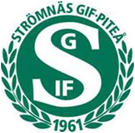 STRÖMNÄS GIF-PITEÅ
S
G
IF
1961